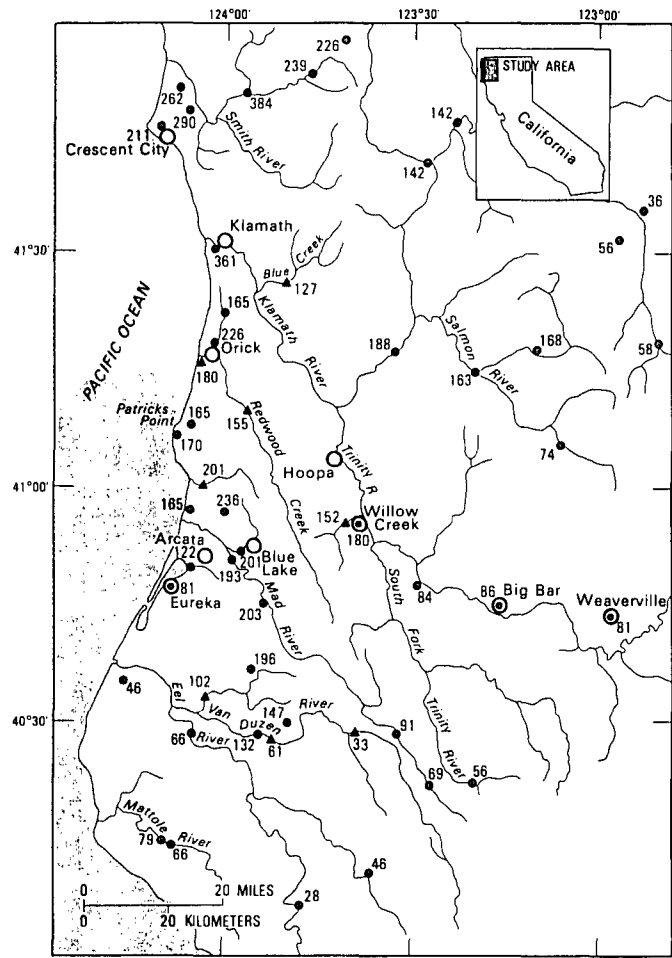 124°00'
123°30'
123°00'
226
239
STUDY AREA
262
384
290
142
211
Smith River
California
Crescent City
142
36
Klamath
56
41°30'
361
Blue Creek
127
165
Klamath River
Salmon River
PACIFIC OCEAN
226
188
168
58
Orick
180
163
Patricks Point
165
155
Redwood Creek
170
74
Trinity R
Hoopa
201
41°00'
165
236
152
Willow Creek
180
Arcata
122
Blue Lake
201
193
81
Eureka
84
86
Big Bar
Weaverville
81
203
Mad River
South Fork Trinity River
196
46
102
Eel River
Van Duzen River
147
40°30'
66
132
61
33
91
69
56
Mattole River
79
66
46
0 20 MILES
0 20 KILOMETERS
28